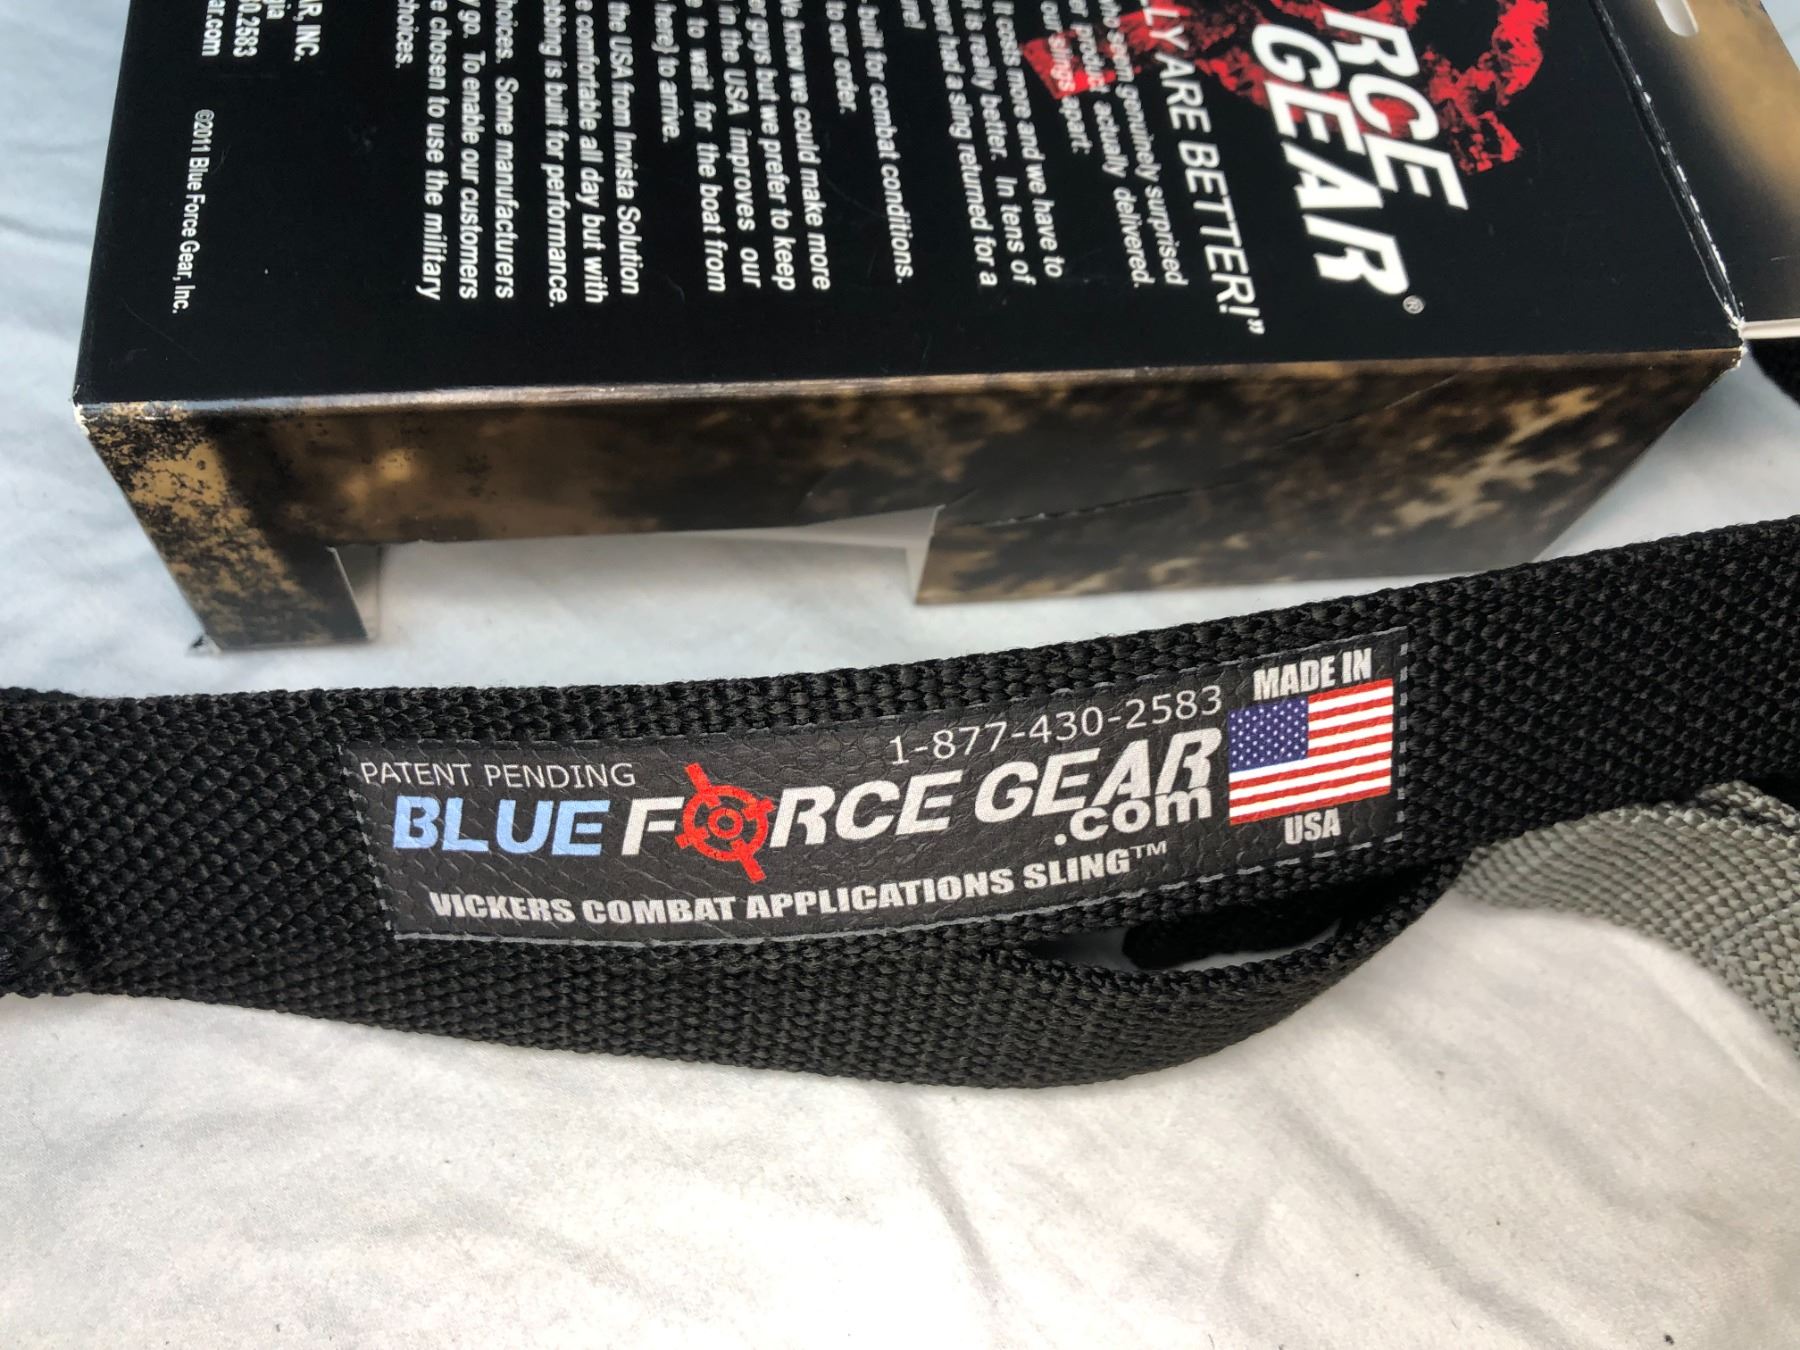 RCE
GEAR®
LLY ARE BETTER!"
seem genuinely surprised
product actually delivered.
slings apart:
It cost more and we have to
it is really better. In tens of
ever had a sling returned for a
-built for combat conditions.
to our order.
We know we could make more
er guys but we prefer to keep
in the USA improves our
to wait for the boat from
here) to arrive.
the USA from Invista Solution
e comfortable all day but with
ebbing is built for performance.
hoices. Some manufacturers
y go. To enable our customers
e chosen to use the military
choices.
AR, INC.
gia
30.2583
ar.com
©2011 Blue Force Gear, Inc.
PATENT PENDING
1-877-430-2583
BLUE FORCE GEAR
.com
VICKERS COMBAT APPLICATIONS SLING™
MADE IN
USA